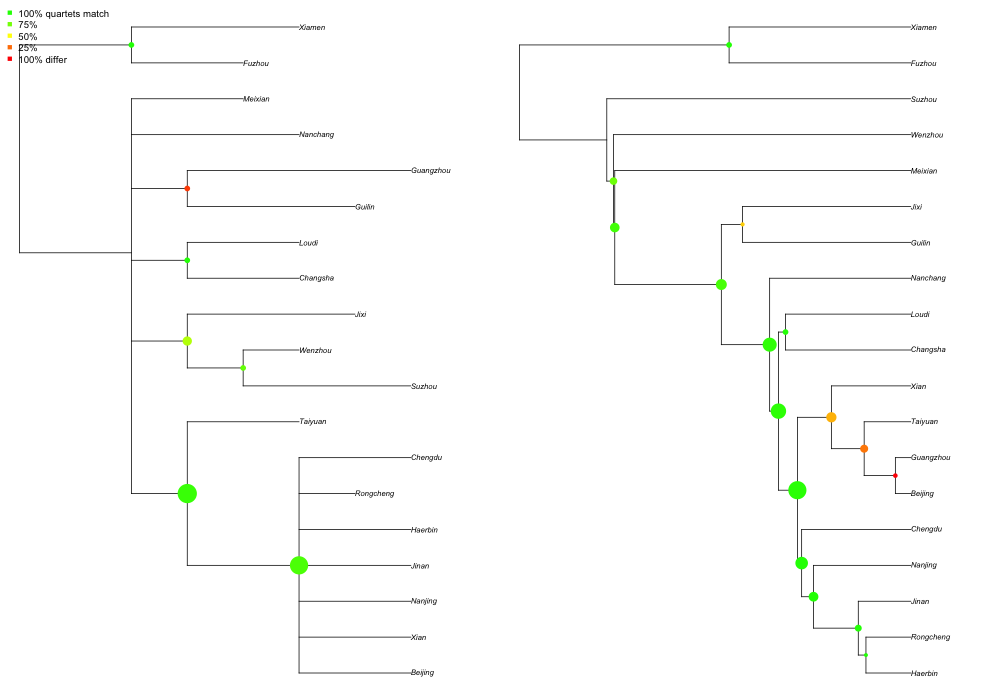 100% quartets match
75%
50%
25%
100% differ
Xiamen
Fuzhou
Meixian
Nanchang
Guangzhou
Guilin
Loudi
Changsha
Jixi
Wenzhou
Suzhou
Taiyuan
Chengdu
Rongcheng
Haerbin
Jinan
Nanjing
Xian
Beijing
Xiamen
Fuzhou
Suzhou
Wenzhou
Meixian
Jixi
Guilin
Nanchang
Loudi
Changsha
Xian
Taiyuan
Guangzhou
Beijing
Chengdu
Nanjing
Jinan
Rongcheng
Haerbin